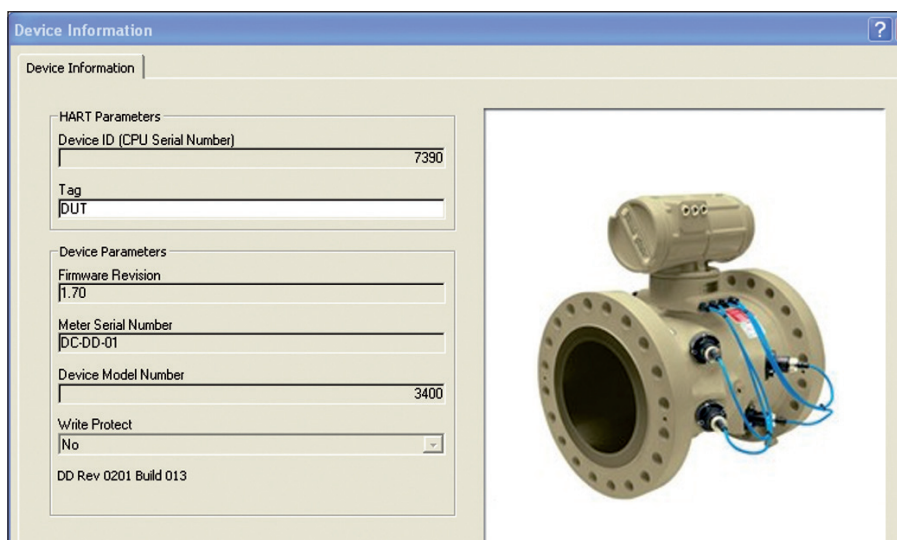 Device Information
?
Device Information
HART Parameters
Device ID (CPU Serial Number)
7390
Tag
DUT
Device Parameters
Firmware Revision
1.70
Meter Serial Number
DC-DD-01
Device Model Number
3400
Write Protect
No
DD Rev 0201 Build 013